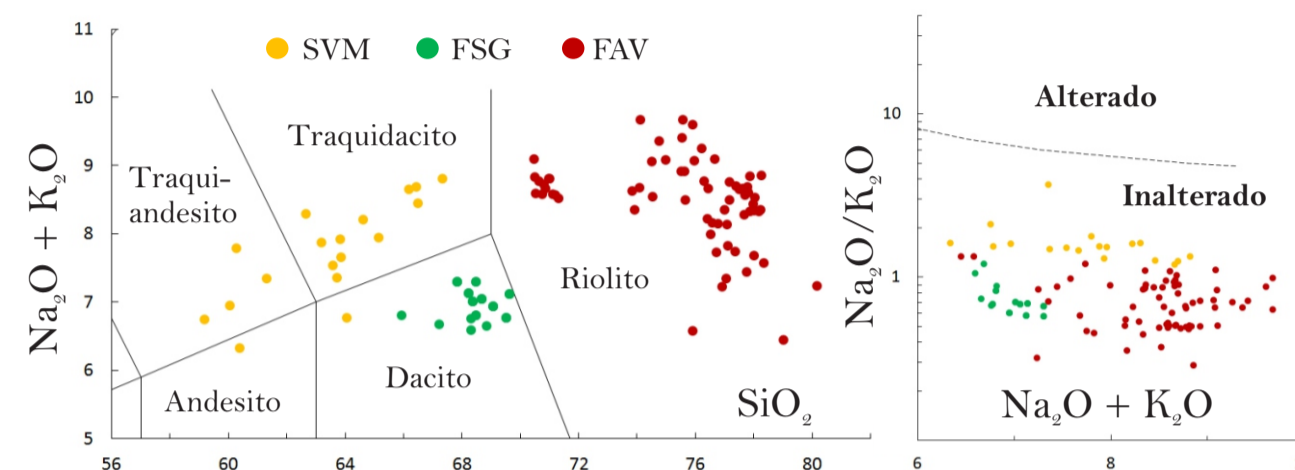 SVM FSG FAV
Na₂O + K₂O
11
10
9
8
7
6
5
Traqui-
andesito
Traquidacito
Riolito
Andesito
Dacito
SiO₂
56 60 64 68 72 76 80
Na₂O/K₂O
10
1
Alterado
Inalterado
Na₂O + K₂O
6 8